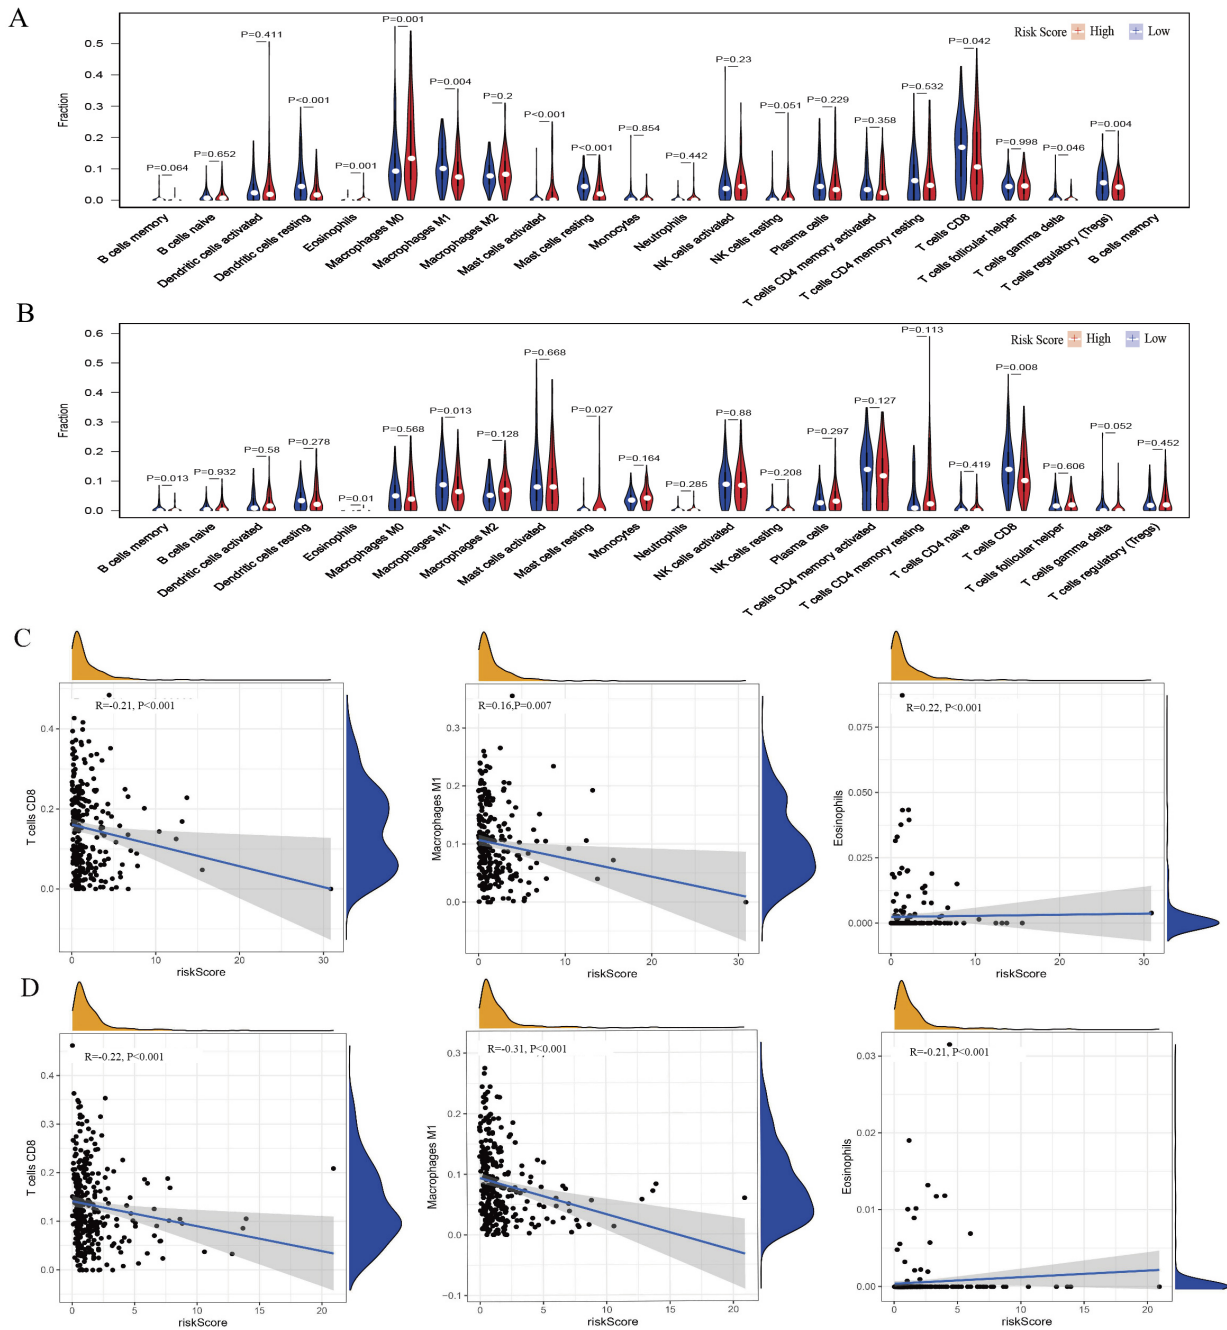 A
Risk Score High Low
Fraction
0.5
0.4
0.3
0.2
0.1
0.0
P=0.064
P=0.652
P=0.411
P<0.001
P=0.001
P=0.001
P=0.004
P=0.2
P<0.001
P<0.001
P=0.854
P=0.442
P=0.23
P=0.051
P=0.229
P=0.358
P=0.532
P=0.042
P=0.998
P=0.046
P=0.004
B cells memory
B cells naive
Dendritic cells activated
Dendritic cells resting
Eosinophils
Macrophages M0
Macrophages M1
Macrophages M2
Mast cells activated
Mast cells resting
Monocytes
Neutrophils
NK cells activated
NK cells resting
Plasma cells
T cells CD4 memory activated
T cells CD4 memory resting
T cells CD8
T cells follicular helper
T cells gamma delta
T cells regulatory (Tregs)
B cells memory
B
Risk Score High Low
Fraction
0.6
0.5
0.4
0.3
0.2
0.1
0.0
P=0.013
P=0.932
P=0.58
P=0.278
P=0.01
P=0.568
P=0.013
P=0.128
P=0.668
P=0.027
P=0.164
P=0.285
P=0.88
P=0.208
P=0.297
P=0.127
P=0.113
P=0.419
P=0.008
P=0.606
P=0.052
P=0.452
B cells memory
B cells naive
Dendritic cells activated
Dendritic cells resting
Eosinophils
Macrophages M0
Macrophages M1
Macrophages M2
Mast cells activated
Mast cells resting
Monocytes
Neutrophils
NK cells activated
NK cells resting
Plasma cells
T cells CD4 memory activated
T cells CD4 memory resting
T cells CD4 naive
T cells CD8
T cells follicular helper
T cells gamma delta
T cells regulatory (Tregs)
C
R=-0.21, P<0.001
T cells CD8
0.4
0.2
0.0
0 10 20 30
riskScore
R=0.16,P=0.007
Macrophages M1
0.3
0.2
0.1
0.0
0 10 20 30
riskScore
R=0.22, P<0.001
Eosinophils
0.075
0.050
0.025
0.000
0 10 20 30
riskScore
D
R=-0.22, P<0.001
T cells CD8
0.4
0.3
0.2
0.1
0.0
0 5 10 15 20
riskScore
R=-0.31, P<0.001
Macrophages M1
0.3
0.2
0.1
0.0
−0.1
0 5 10 15 20
riskScore
R=-0.21, P<0.001
Eosinophils
0.03
0.02
0.01
0.00
0 5 10 15 20
riskScore